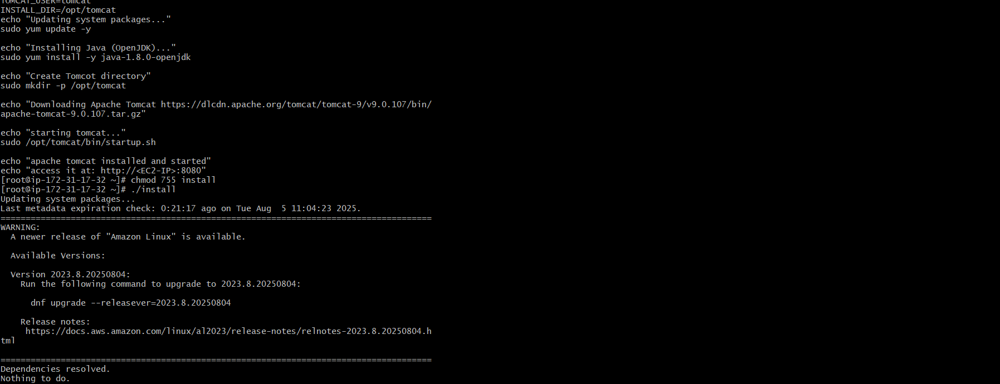 TOMCAT_USER=tomcat
INSTALL_DIR=/opt/tomcat
echo "Updating system packages..."
sudo yum update -y
echo "Installing Java (OpenJDK)..."
sudo yum install -y java-1.8.0-openjdk
echo "Create Tomcot directory"
sudo mkdir -p /opt/tomcat
echo "Downloading Apache Tomcat https://dlcdn.apache.org/tomcat/tomcat-9/v9.0.107/bin/
apache-tomcat-9.0.107.tar.gz"
echo "starting tomcat..."
sudo /opt/tomcat/bin/startup.sh
echo "apache tomcat installed and started"
echo "access it at: http://<EC2-IP>:8080"
[root@ip-172-31-17-32 ~]# chmod 755 install
[root@ip-172-31-17-32 ~]# ./install
Updating system packages...
Last metadata expiration check: 0:21:17 ago on Tue Aug  5 11:04:23 2025.
======================================================================================
WARNING:
  A newer release of "Amazon Linux" is available.
  Available Versions:
  Version 2023.8.20250804:
    Run the following command to upgrade to 2023.8.20250804:
      dnf upgrade --releasever=2023.8.20250804
    Release notes:
     https://docs.aws.amazon.com/linux/al2023/release-notes/relnotes-2023.8.20250804.h
tml
======================================================================================
Dependencies resolved.
Nothing to do.